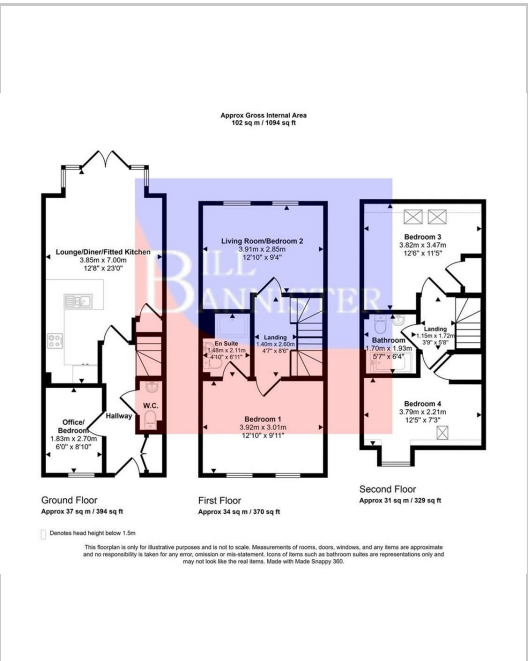 Approx Gross Internal Area
102 sq m / 1094 sq ft
Lounge/Diner/Fitted Kitchen
3.85m x 7.00m
12'8" x 23'0"
Office/
Bedroom
1.83m x 2.70m
6'0" x 8'10"
Hallway
W.C.
Ground Floor
Approx 37 sq m / 394 sq ft
BILL
BANNISTER
Living Room/Bedroom 2
3.91m x 2.85m
12'10" x 9'4"
En Suite
1.48m x 2.11m
4'10" x 6'11"
Landing
1.40m x 2.60m
4'7" x 8'6"
Bedroom 1
3.92m x 3.01m
12'10" x 9'11"
First Floor
Approx 34 sq m / 370 sq ft
Bedroom 3
3.82m x 3.47m
12'6" x 11'5"
Bathroom
1.70m x 1.93m
5'7" x 6'4"
Landing
1.15m x 1.72m
3'9" x 5'8"
Bedroom 4
3.79m x 2.21m
12'5" x 7'3"
Second Floor
Approx 31 sq m / 329 sq ft
Denotes head height below 1.5m
This floorplan is only for illustrative purposes and is not to scale. Measurements of rooms, doors, windows, and any items are approximate
and no responsibility is taken for any error, omission or mis-statement. Icons of items such as bathroom suites are representations only and
may not look like the real items. Made with Made Snappy 360.